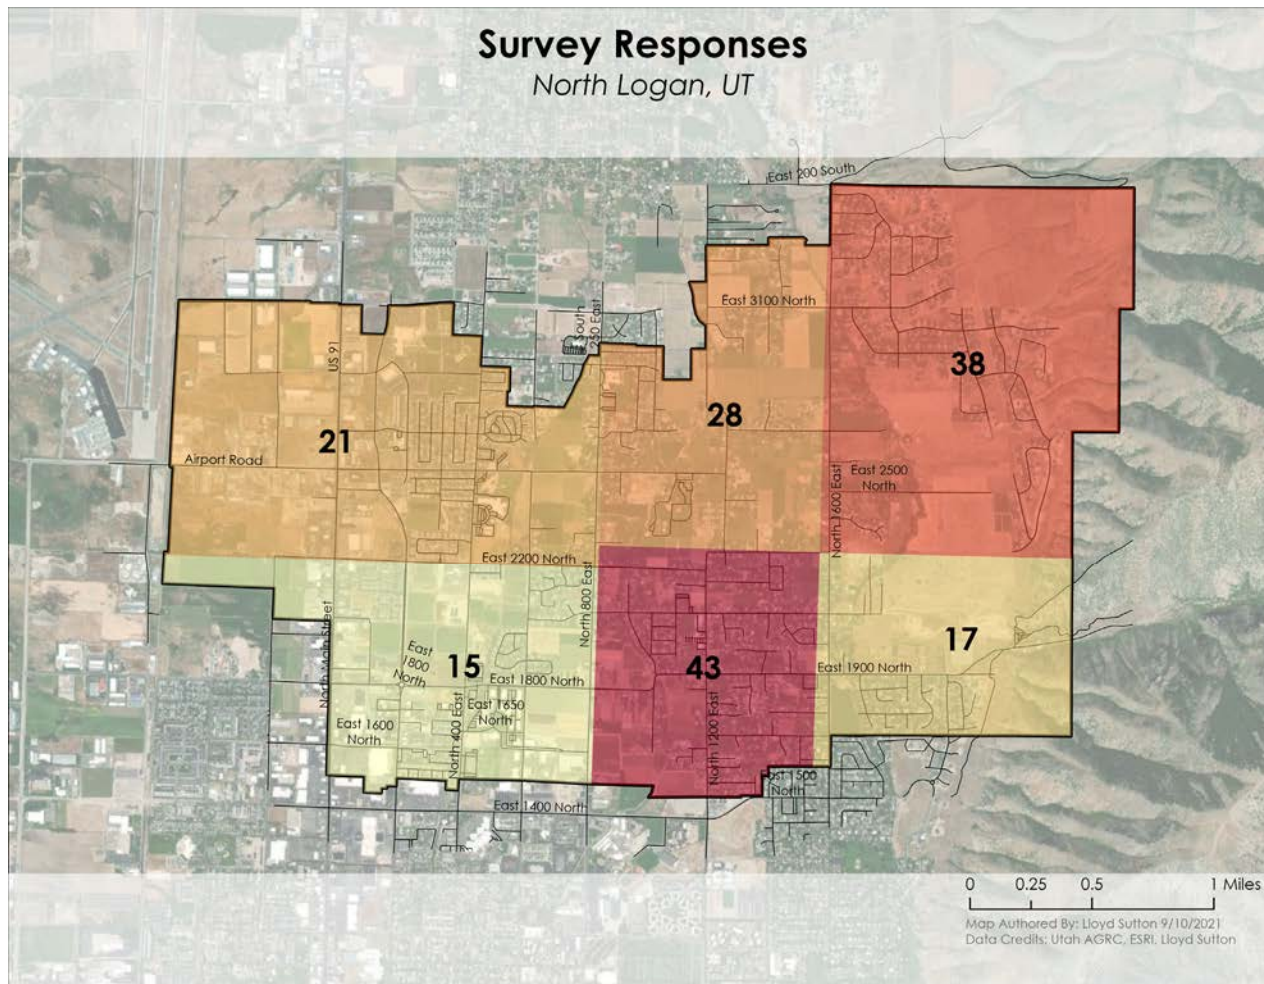 Survey Responses
North Logan, UT
East 200 South
East 3100 North
South
250 East
US 91
38
28
21
Airport Road
East 2500
North
North 1600 East
East 2200 North
North 800 East
North Main Street
East
1800
North
15
East 1800 North
43
17
East 1900 North
East 1650
North
East 1600
North
North 400 East
North 1200 East
East 1500
North
East 1400 North
0 0.25 0.5 1 Miles
Map Authored By: Lloyd Sutton 9/10/2021
Data Credits: Utah AGRC, ESRI, Lloyd Sutton